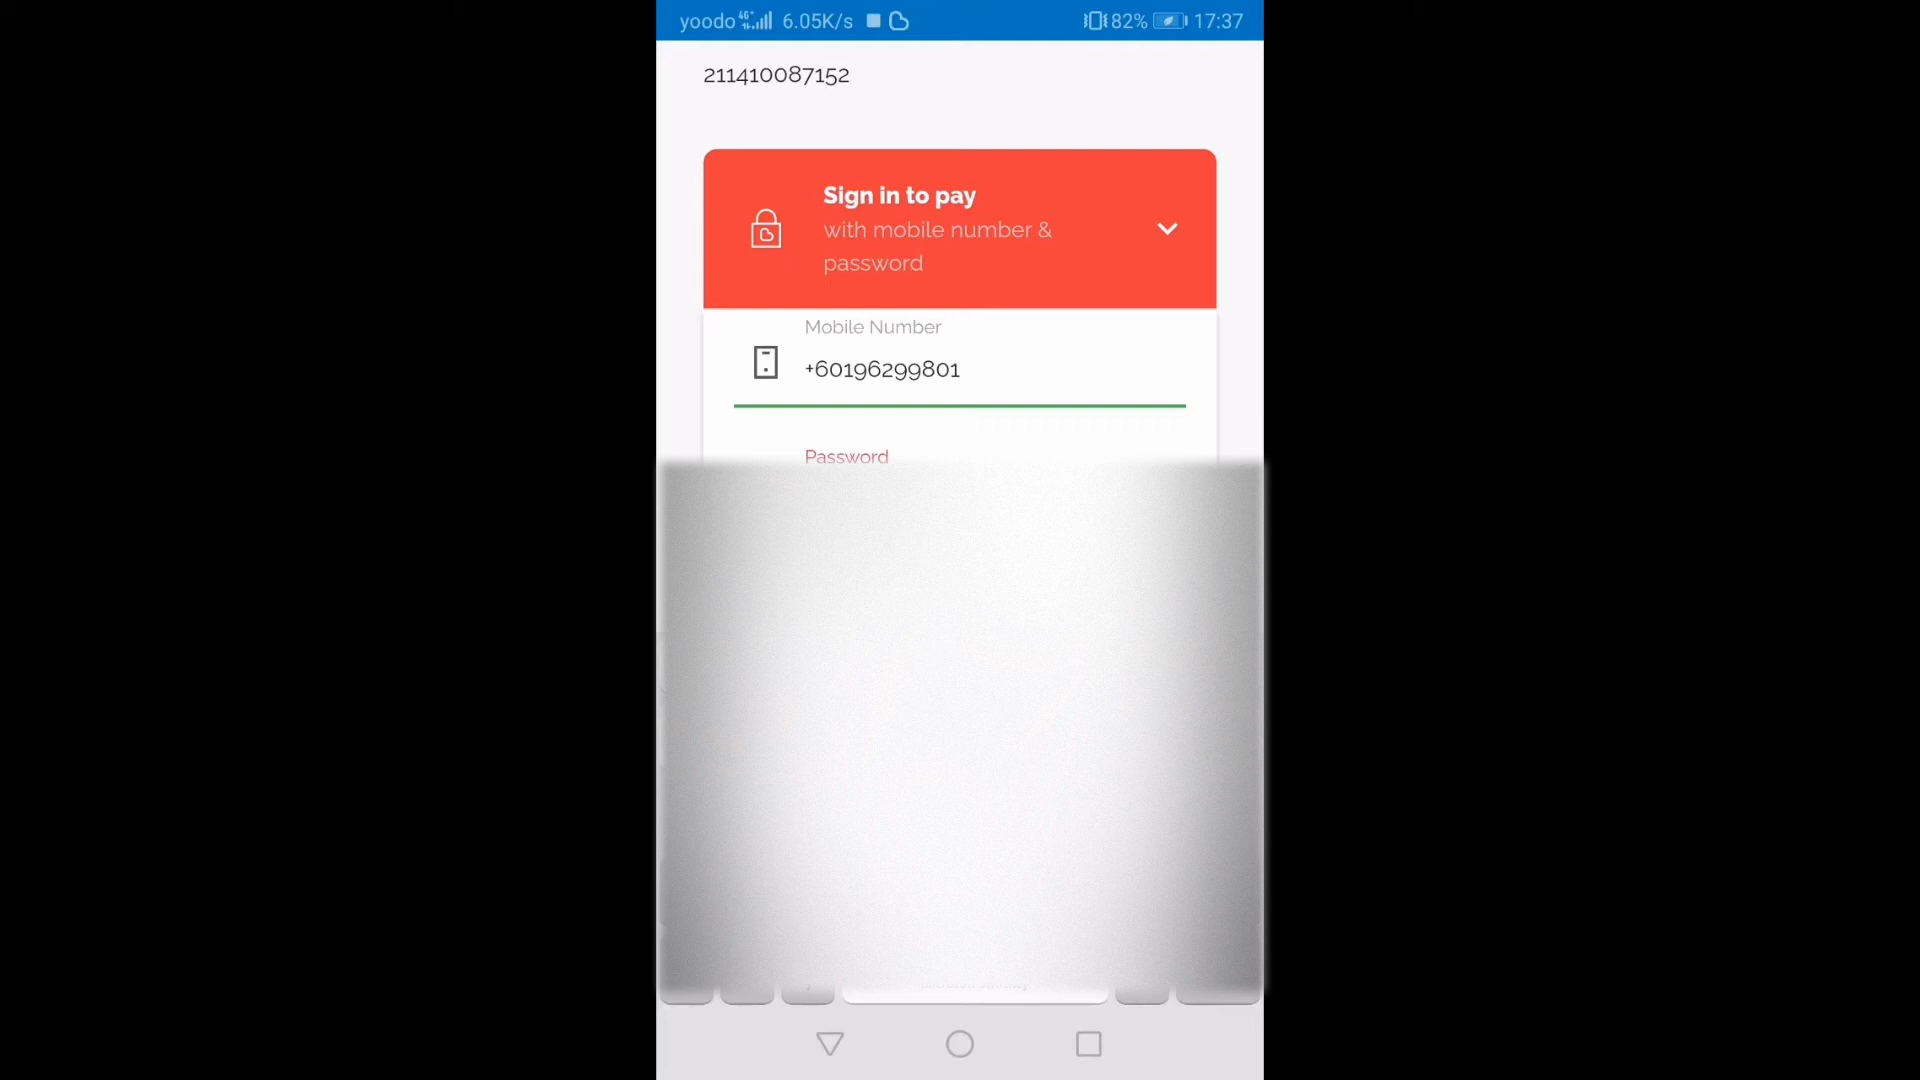 yoodo 4G+ 6.05K/s 82% 17:37
211410087152
Sign in to pay
with mobile number &
password
Mobile Number
+60196299801
Password